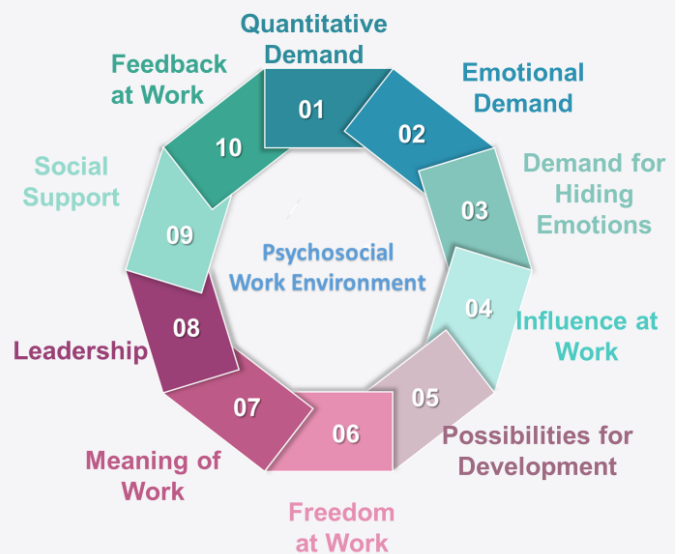 Quantitative
Demand
01
Emotional
Demand
02
Demand for
Hiding
Emotions
03
Influence at
Work
04
Possibilities for
Development
05
Freedom
at Work
06
Meaning of
Work
07
Leadership
08
Social
Support
09
Feedback
at Work
10
Psychosocial
Work Environment